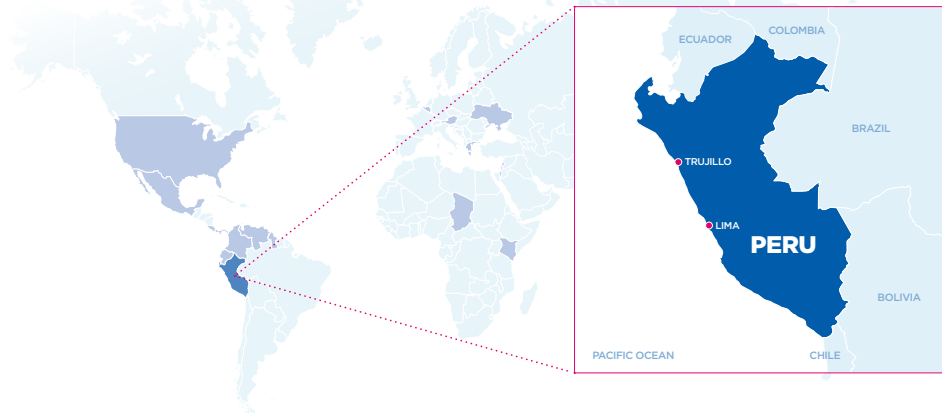 COLOMBIA
ECUADOR
BRAZIL
TRUJILLO
LIMA
PERU
BOLIVIA
PACIFIC OCEAN
CHILE